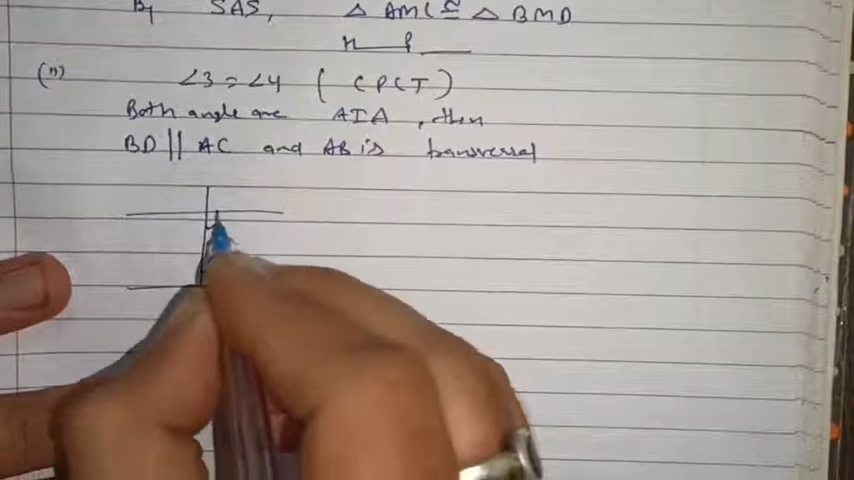 By SAS, △ AMC ≅ △ BMD
(ii) ∠3 = ∠4 ( CPCT )
Both angle are AIA , then
BD || AC and AB is transversal